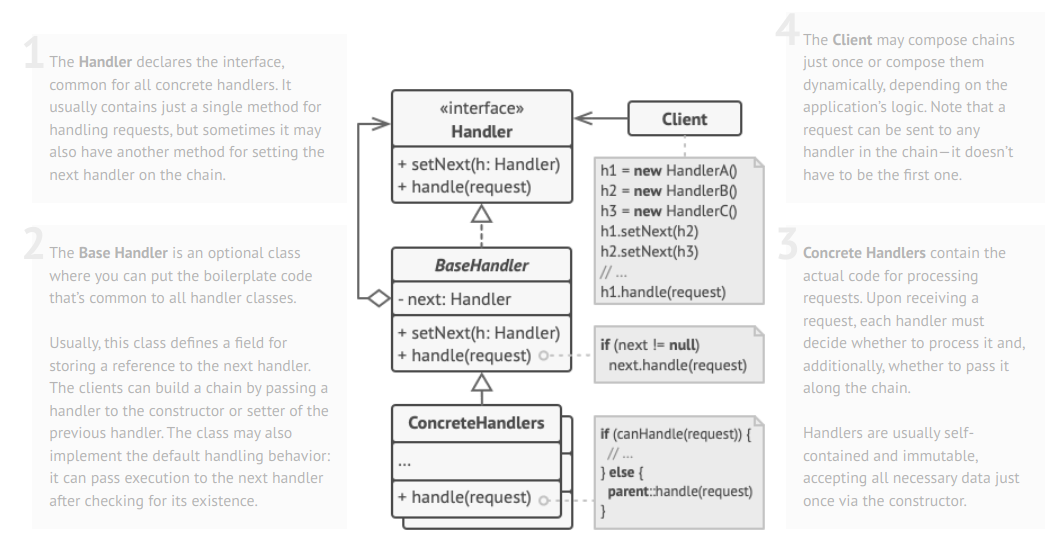 1
The Handler declares the interface,
common for all concrete handlers. It
usually contains just a single method for
handling requests, but sometimes it may
also have another method for setting the
next handler on the chain.
2
The Base Handler is an optional class
where you can put the boilerplate code
that's common to all handler classes.
Usually, this class defines a field for
storing a reference to the next handler.
The clients can build a chain by passing a
handler to the constructor or setter of the
previous handler. The class may also
implement the default handling behavior:
it can pass execution to the next handler
after checking for its existence.
«interface»
Handler
+ setNext(h: Handler)
+ handle(request)
BaseHandler
- next: Handler
+ setNext(h: Handler)
+ handle(request)
ConcreteHandlers
...
+ handle(request)
Client
h1 = new HandlerA()
h2 = new HandlerB()
h3 = new HandlerC()
h1.setNext(h2)
h2.setNext(h3)
// ...
h1.handle(request)
if (next != null)
next.handle(request)
if (canHandle(request)) {
// ...
} else {
parent::handle(request)
}
4
The Client may compose chains
just once or compose them
dynamically, depending on the
application's logic. Note that a
request can be sent to any
handler in the chain—it doesn't
have to be the first one.
3
Concrete Handlers contain the
actual code for processing
requests. Upon receiving a
request, each handler must
decide whether to process it and,
additionally, whether to pass it
along the chain.
Handlers are usually self-
contained and immutable,
accepting all necessary data just
once via the constructor.